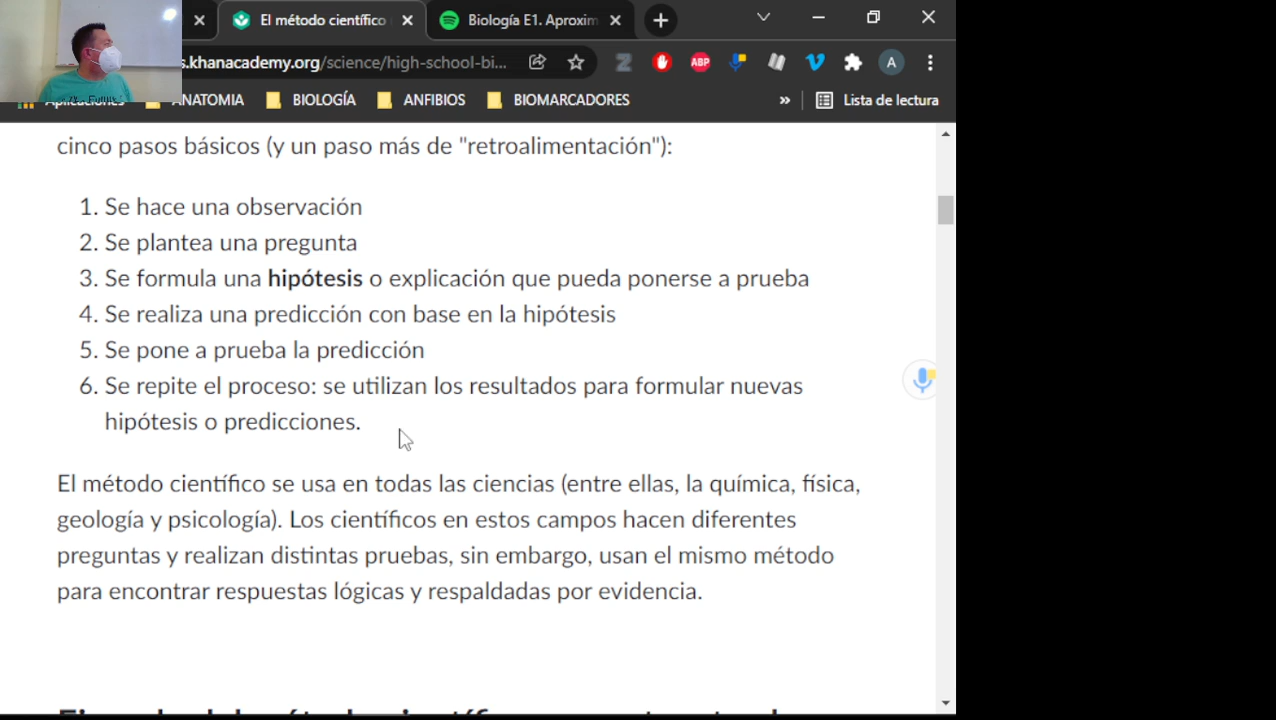 El método científico
Biología E1. Aproxim
s.khanacademy.org/science/high-school-bi...
ABP
A
Aplicaciones
ANATOMIA
BIOLOGÍA
ANFIBIOS
BIOMARCADORES
»
Lista de lectura
cinco pasos básicos (y un paso más de "retroalimentación"):
1. Se hace una observación
2. Se plantea una pregunta
3. Se formula una hipótesis o explicación que pueda ponerse a prueba
4. Se realiza una predicción con base en la hipótesis
5. Se pone a prueba la predicción
6. Se repite el proceso: se utilizan los resultados para formular nuevas
hipótesis o predicciones.
El método científico se usa en todas las ciencias (entre ellas, la química, física,
geología y psicología). Los científicos en estos campos hacen diferentes
preguntas y realizan distintas pruebas, sin embargo, usan el mismo método
para encontrar respuestas lógicas y respaldadas por evidencia.